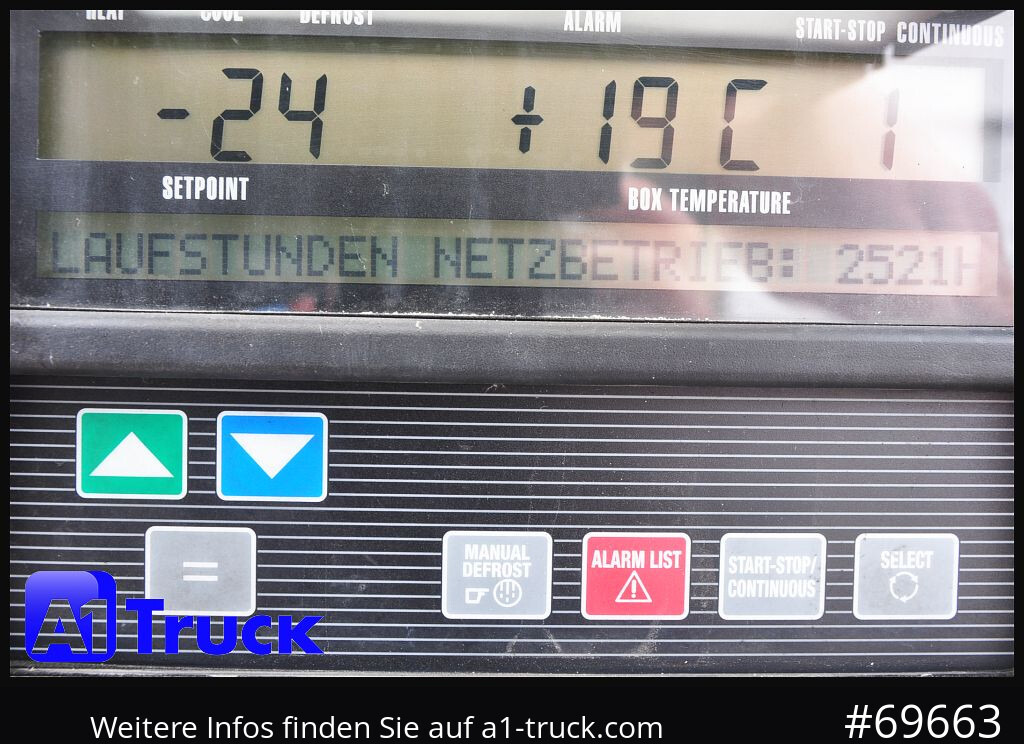 HEAT COOL DEFROST ALARM START-STOP CONTINUOUS
-24 +19 C 1
SETPOINT BOX TEMPERATURE
LAUFSTUNDEN NETZBETRIEB: 2521H
=
MANUAL
DEFROST
ALARM LIST
START-STOP/
CONTINUOUS
SELECT
A1 Truck
Weitere Infos finden Sie auf a1-truck.com
#69663